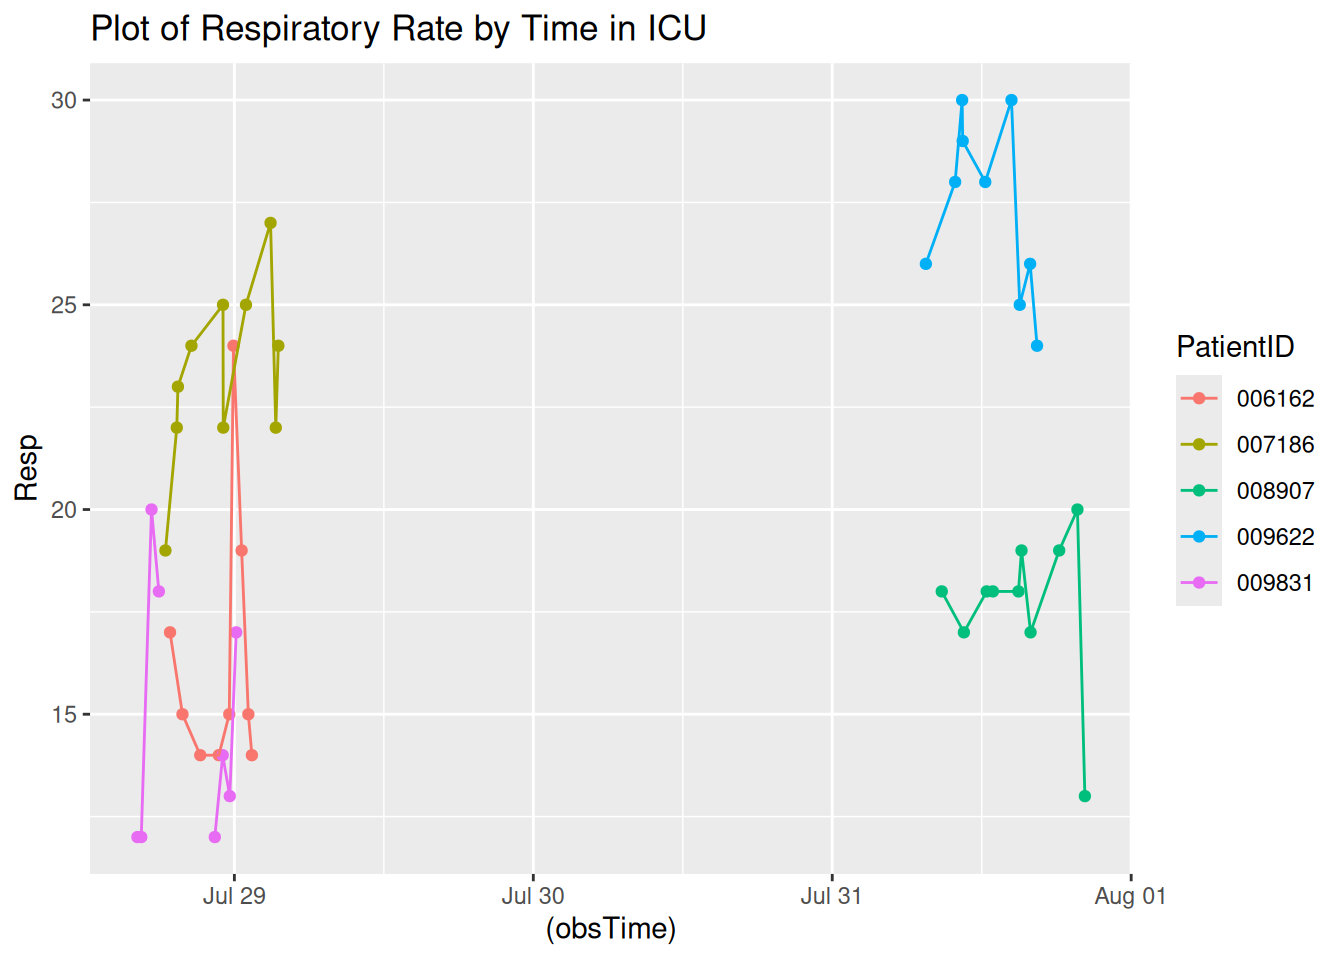 Plot of Respiratory Rate by Time in ICU
30
25
20
15
Resp
Jul 29
Jul 30
Jul 31
Aug 01
(obsTime)
PatientID
006162
007186
008907
009622
009831